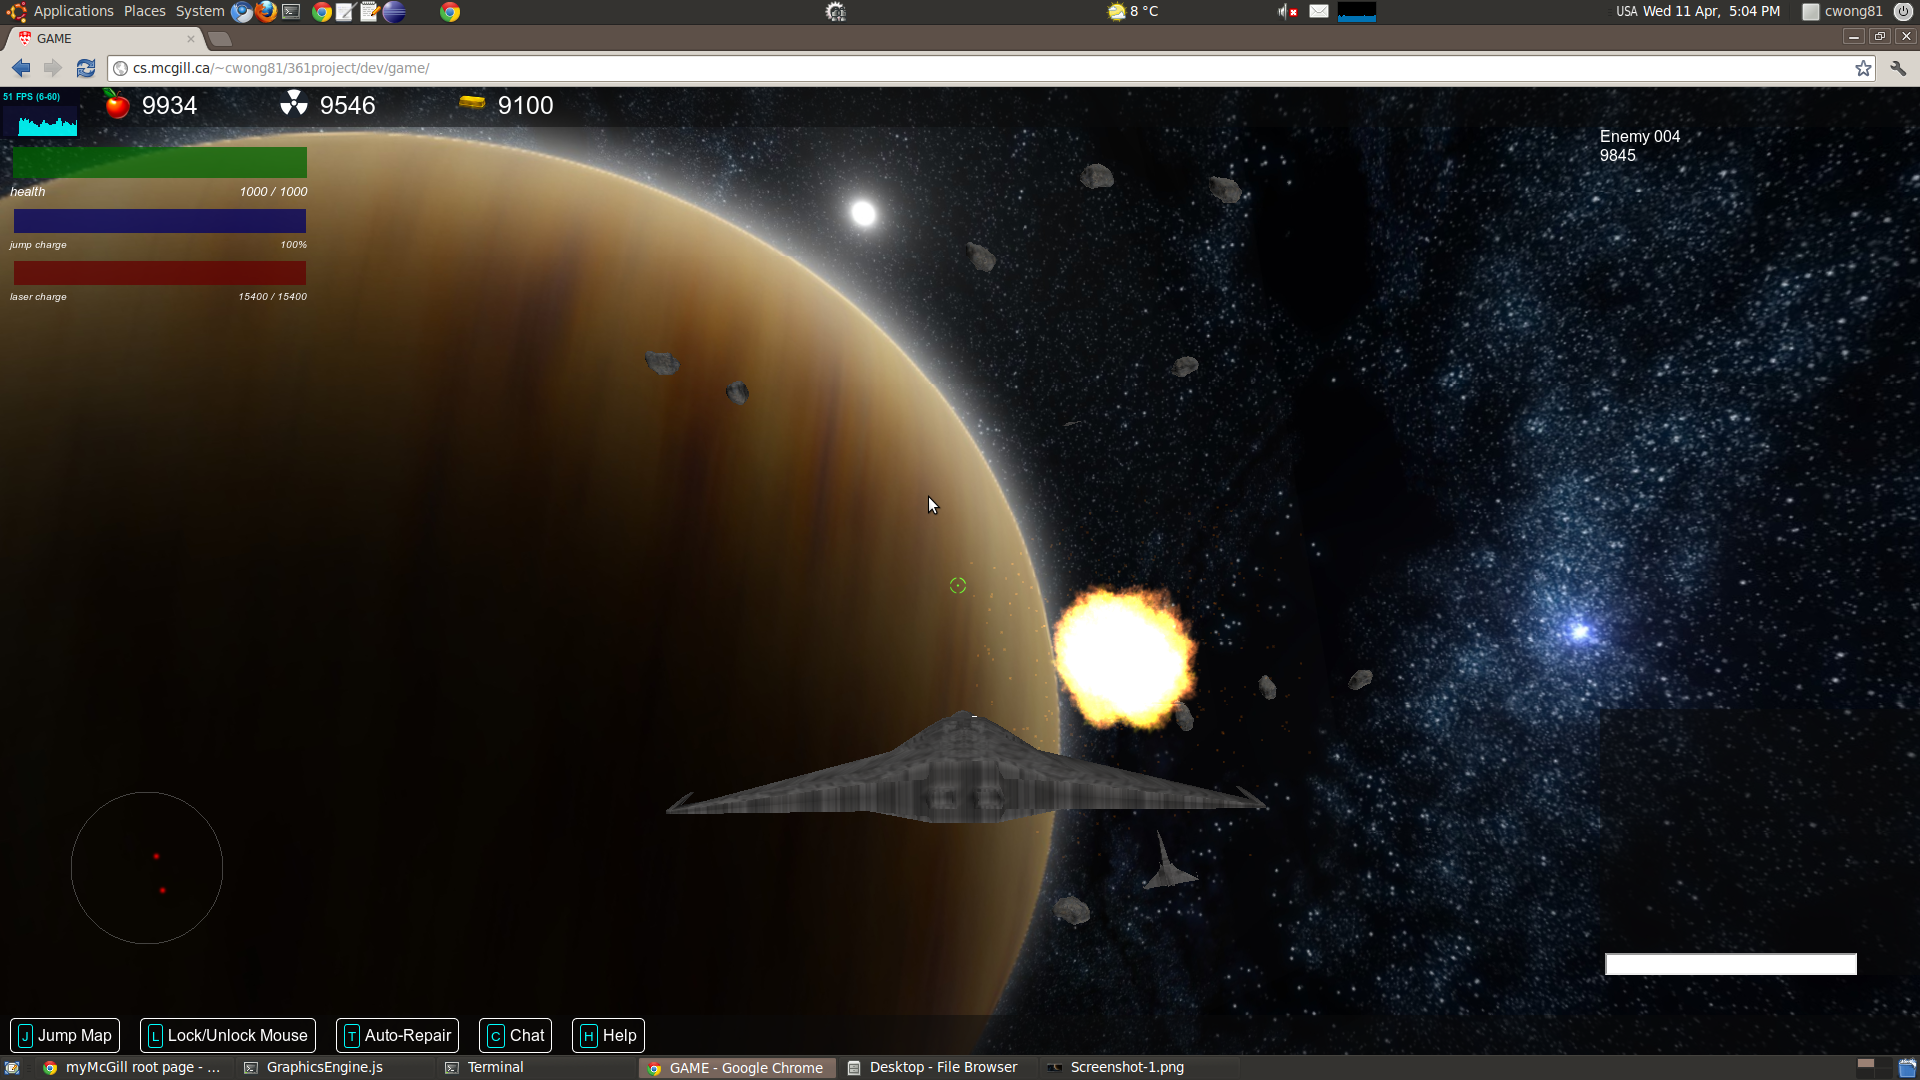 Applications Places System
8 °C
USA Wed 11 Apr, 5:04 PM
cwong81
GAME
cs.mcgill.ca/~cwong81/361project/dev/game/
51 FPS (6-60)
9934
9546
9100
Enemy 004
9845
health 1000 / 1000
jump charge 100%
laser charge 15400 / 15400
J Jump Map
L Lock/Unlock Mouse
T Auto-Repair
C Chat
H Help
myMcGill root page - ...
GraphicsEngine.js
Terminal
GAME - Google Chrome
Desktop - File Browser
Screenshot-1.png